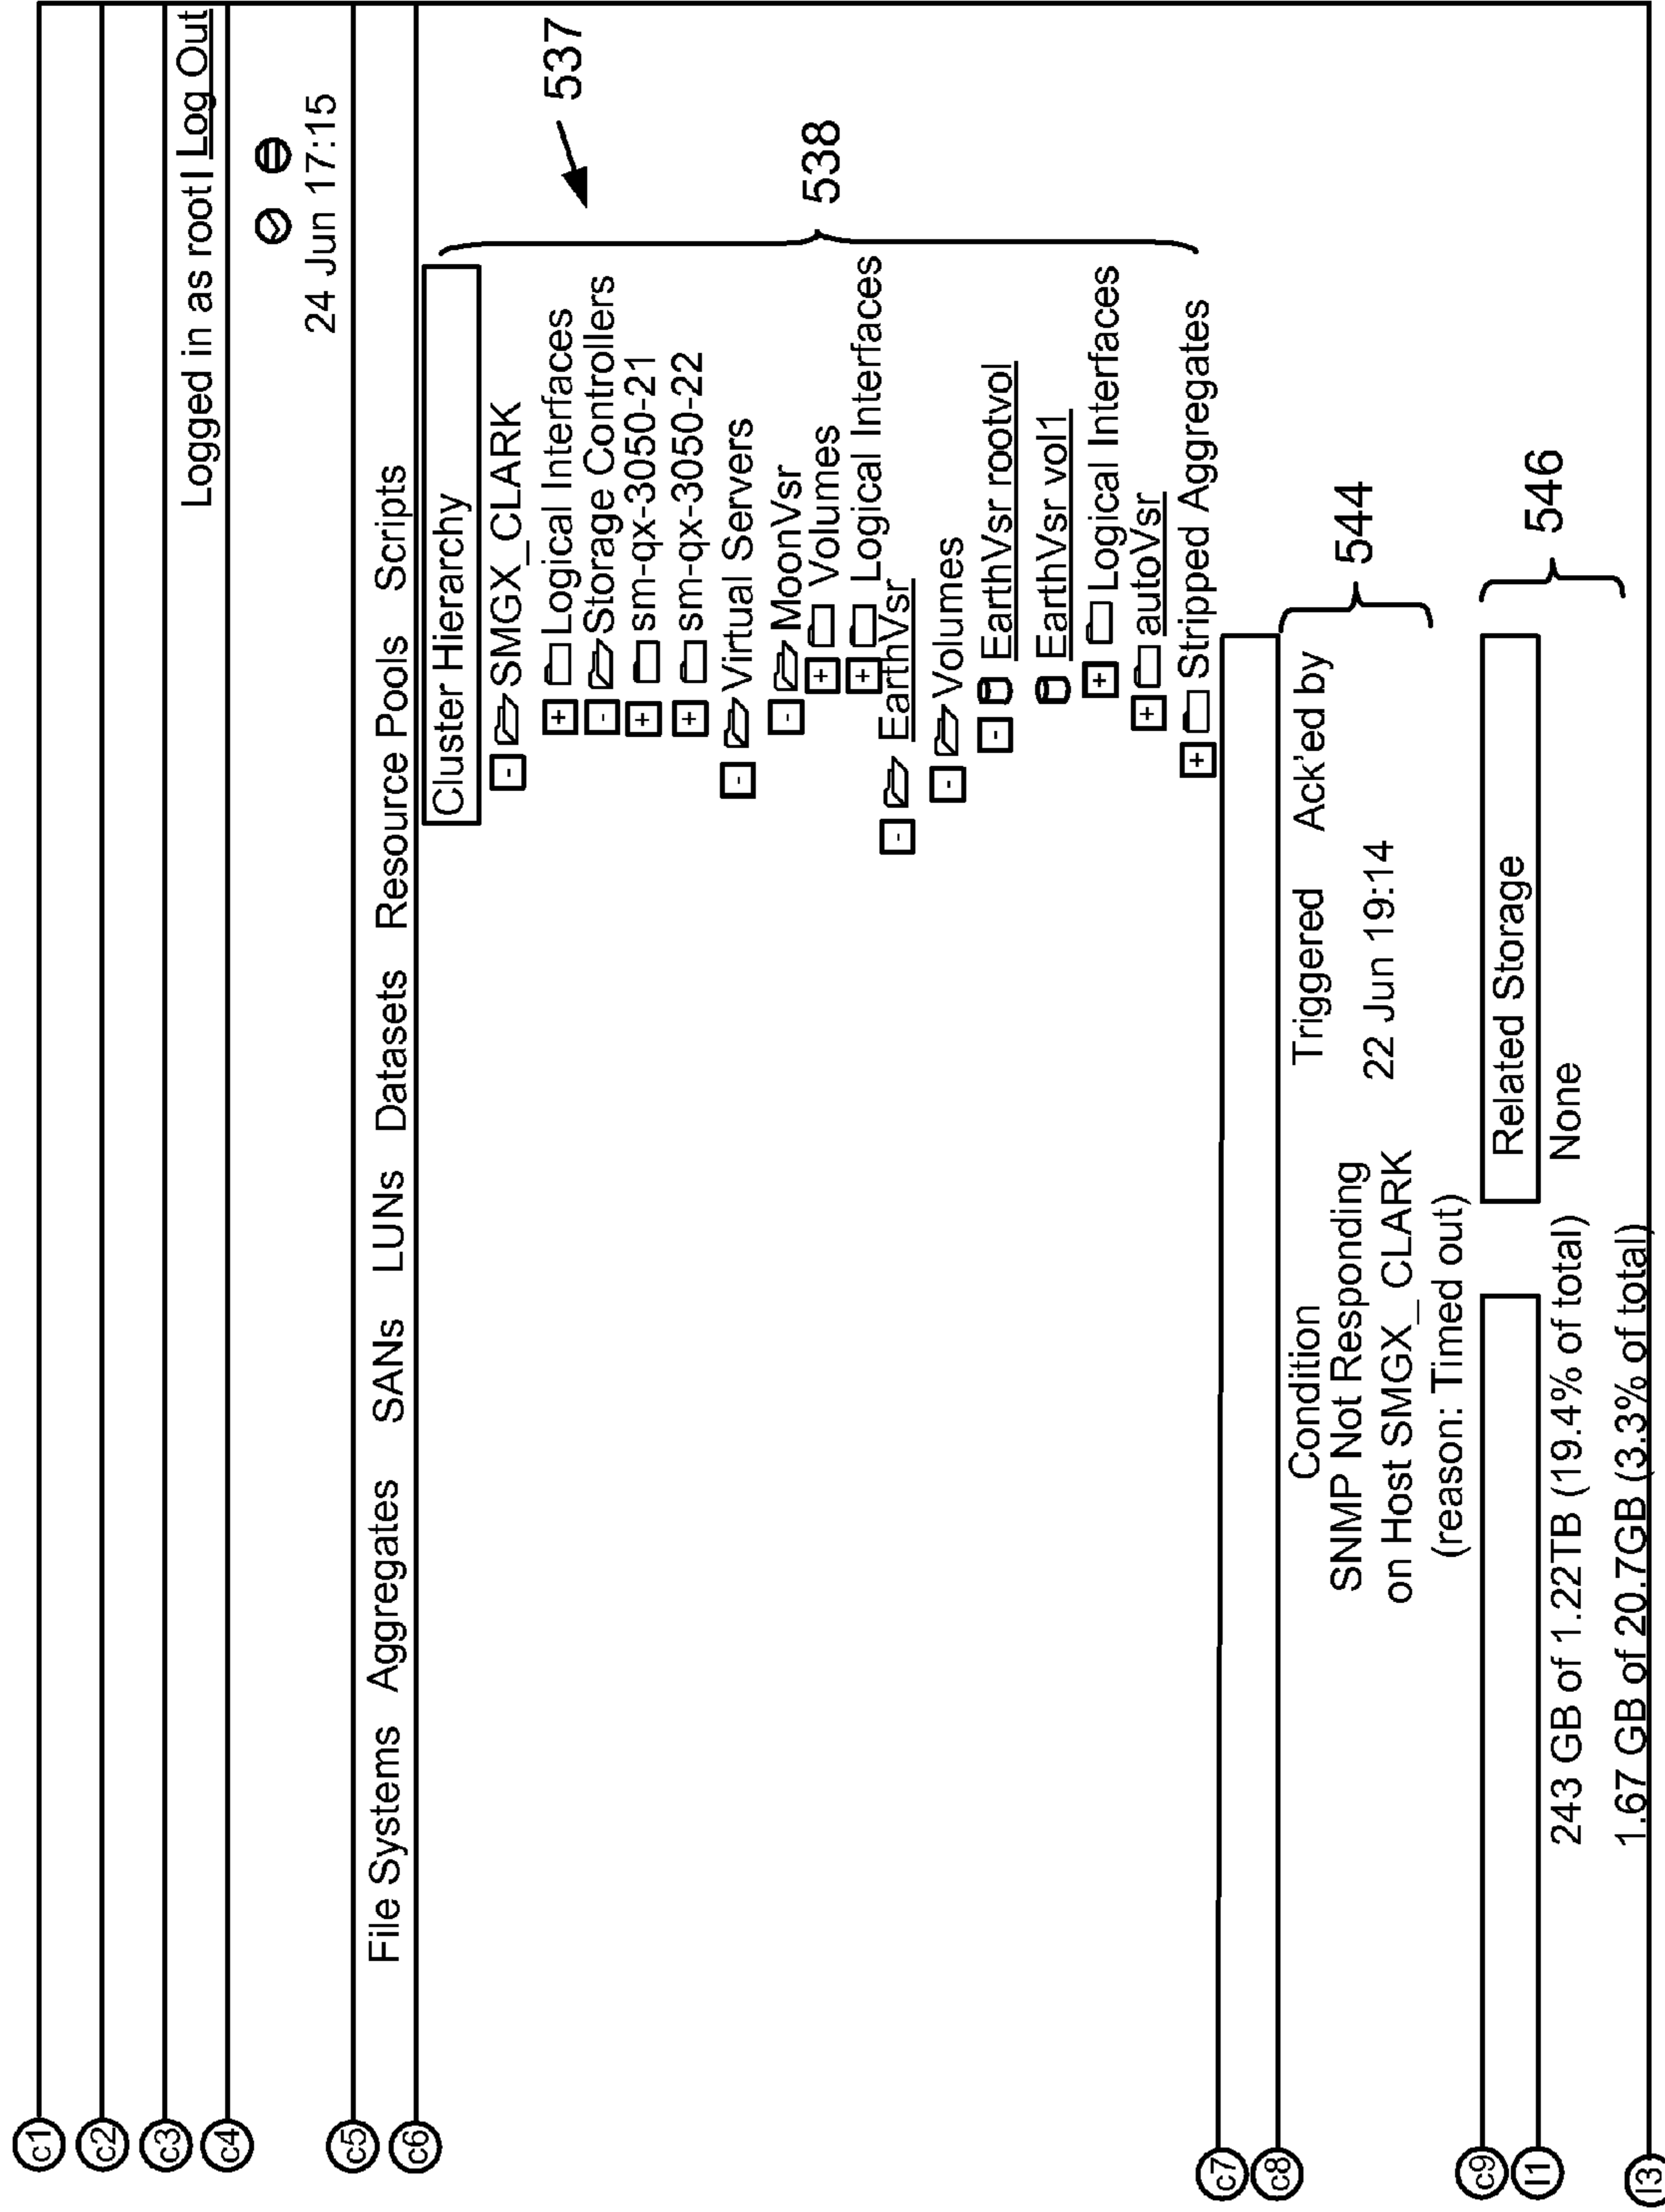 c1
c2
c3
Logged in as root | Log Out
c4
24 Jun 17:15
c5
File Systems Aggregates SANs LUNs Datasets Resource Pools Scripts
c6
Cluster Hierarchy
537
- SMGX_CLARK
+ Logical Interfaces
- Storage Controllers
+ sm-qx-3050-21
+ sm-qx-3050-22
- Virtual Servers
- MoonVsr
538
+ Volumes
+ Logical Interfaces
- EarthVsr
- Volumes
- EarthVsr rootvol
EarthVsr vol1
+ Logical Interfaces
+ autoVsr
+ Stripped Aggregates
c7
c8
Condition Triggered Ack'ed by
SNMP Not Responding 22 Jun 19:14 544
on Host SMGX_CLARK
(reason: Timed out)
c9
Related Storage
l1
546
243 GB of 1.22TB (19.4% of total) None
1.67 GB of 20.7GB (3.3% of total)
l3